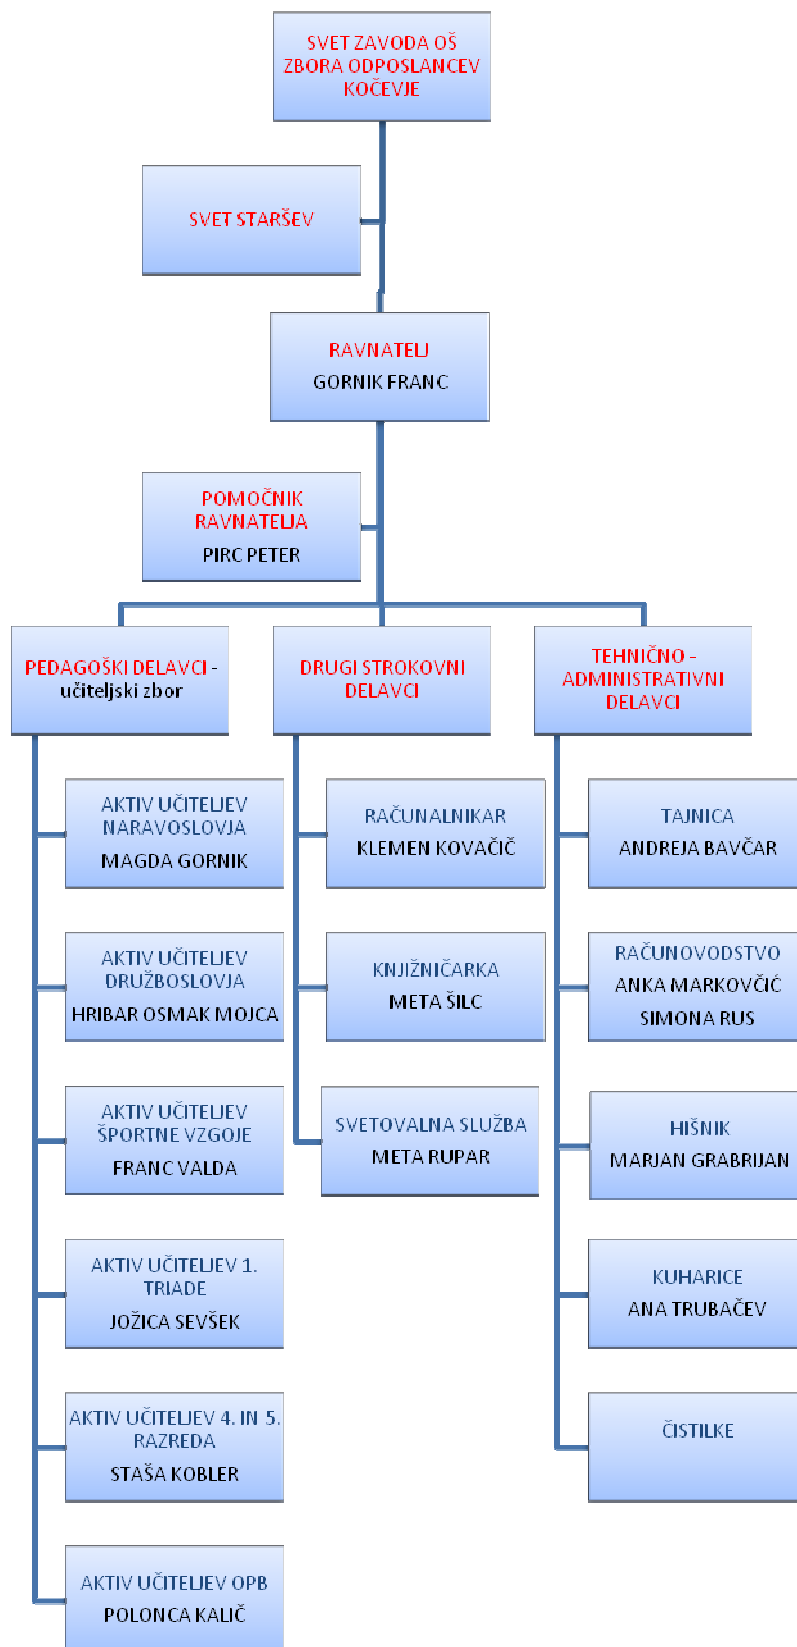 SVET ZAVODA OŠ
ZBORA ODPOSLANCEV
KOČEVJE
SVET STARŠEV
RAVNATELJ
GORNIK FRANC
POMOČNIK
RAVNATELJA
PIRC PETER
PEDAGOŠKI DELAVCI -
učiteljski zbor
AKTIV UČITELJEV
NARAVOSLOVJA
MAGDA GORNIK
AKTIV UČITELJEV
DRUŽBOSLOVJA
HRIBAR OSMAK MOJCA
AKTIV UČITELJEV
ŠPORTNE VZGOJE
FRANC VALDA
AKTIV UČITELJEV 1.
TRIADE
JOŽICA SEVŠEK
AKTIV UČITELJEV 4. IN 5.
RAZREDA
STAŠA KOBLER
AKTIV UČITELJEV OPB
POLONCA KALIČ
DRUGI STROKOVNI
DELAVCI
RAČUNALNIKAR
KLEMEN KOVAČIČ
KNJIŽNIČARKA
META ŠILC
SVETOVALNA SLUŽBA
META RUPAR
TEHNIČNO -
ADMINISTRATIVNI
DELAVCI
TAJNICA
ANDREJA BAVČAR
RAČUNOVODSTVO
ANKA MARKOVČIĆ
SIMONA RUS
HIŠNIK
MARJAN GRABRIJAN
KUHARICE
ANA TRUBAČEV
ČISTILKE